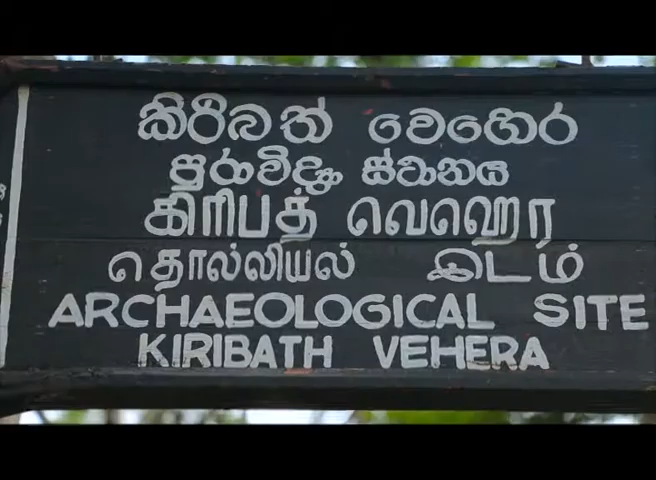 කිරිබත් වෙහෙර
පුරාවිද්‍යා ස්ථානය
கிரிபத் வெஹெர
தொல்லியல் இடம்
ARCHAEOLOGICAL SITE
KIRIBATH VEHERA